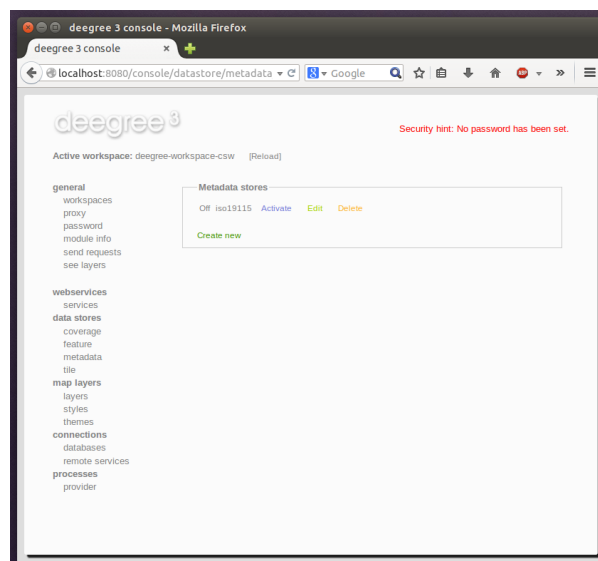 deegree 3 console - Mozilla Firefox
deegree 3 console
localhost:8080/console/datastore/metadata
Google
ABP
deegree 3
Security hint: No password has been set.
Active workspace: deegree-workspace-csw [Reload]
general
workspaces
proxy
password
module info
send requests
see layers
webservices
services
data stores
coverage
feature
metadata
tile
map layers
layers
styles
themes
connections
databases
remote services
processes
provider
Metadata stores
Off iso19115 Activate Edit Delete
Create new